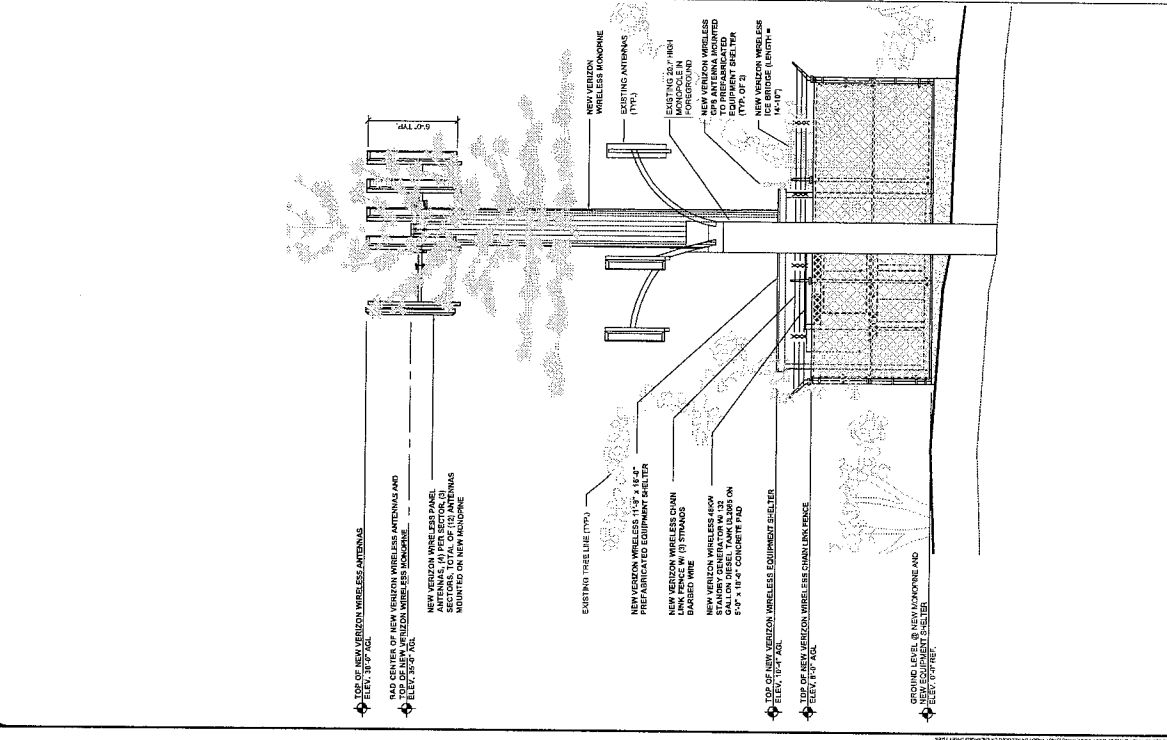 TOP OF NEW VERIZON WIRELESS ANTENNAS
ELEV. 38'-0" AGL
RAD CENTER OF NEW VERIZON WIRELESS ANTENNAS AND
TOP OF NEW VERIZON WIRELESS MONOPINE
ELEV. 35'-0" AGL
NEW VERIZON WIRELESS PANEL
ANTENNAS, (4) PER SECTOR, (3)
SECTORS, TOTAL OF (12) ANTENNAS
MOUNTED ON NEW MONOPINE
6'-0" TYP.
NEW VERIZON
WIRELESS MONOPINE
EXISTING ANTENNAS
(TYP.)
EXISTING 20.7' HIGH
MONOPOLE IN
FOREGROUND
NEW VERIZON WIRELESS
GPS ANTENNA MOUNTED
TO PREFABRICATED
EQUIPMENT SHELTER
(TYP. OF 2)
NEW VERIZON WIRELESS
ICE BRIDGE (LENGTH =
14'-10")
EXISTING TREE LINE (TYP.)
NEW VERIZON WIRELESS 11'-8" x 16'-0"
PREFABRICATED EQUIPMENT SHELTER
NEW VERIZON WIRELESS CHAIN
LINK FENCE W/ (3) STRANDS
BARBED WIRE
NEW VERIZON WIRELESS 48KW
STANDBY GENERATOR W/ 132
GALLON DIESEL TANK UL2085 ON
5'-0" x 10'-6" CONCRETE PAD
TOP OF NEW VERIZON WIRELESS EQUIPMENT SHELTER
ELEV. 10'-4" AGL
TOP OF NEW VERIZON WIRELESS CHAIN LINK FENCE
ELEV. 8'-0" AGL
GROUND LEVEL @ NEW MONOPINE AND
NEW EQUIPMENT SHELTER
ELEV. 0'-0" REF.